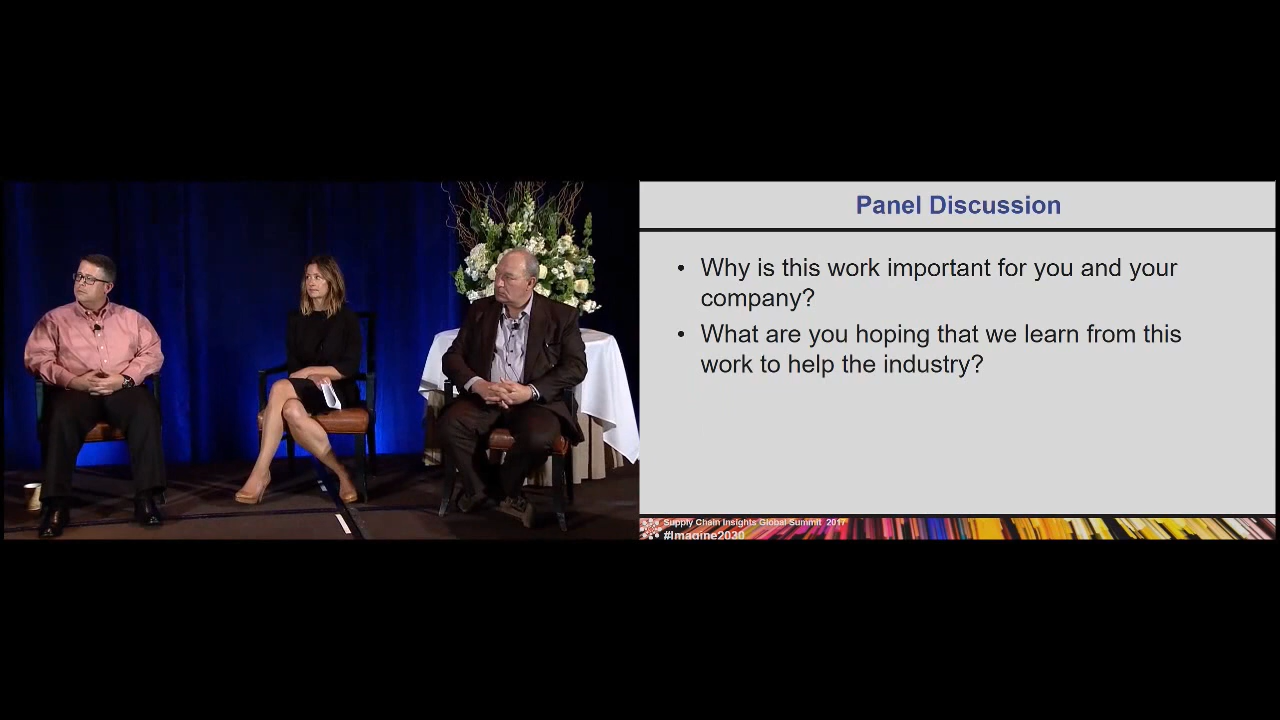 Panel Discussion
• Why is this work important for you and your
company?
• What are you hoping that we learn from this
work to help the industry?
Supply Chain Insights Global Summit 2017
#Imagine2030